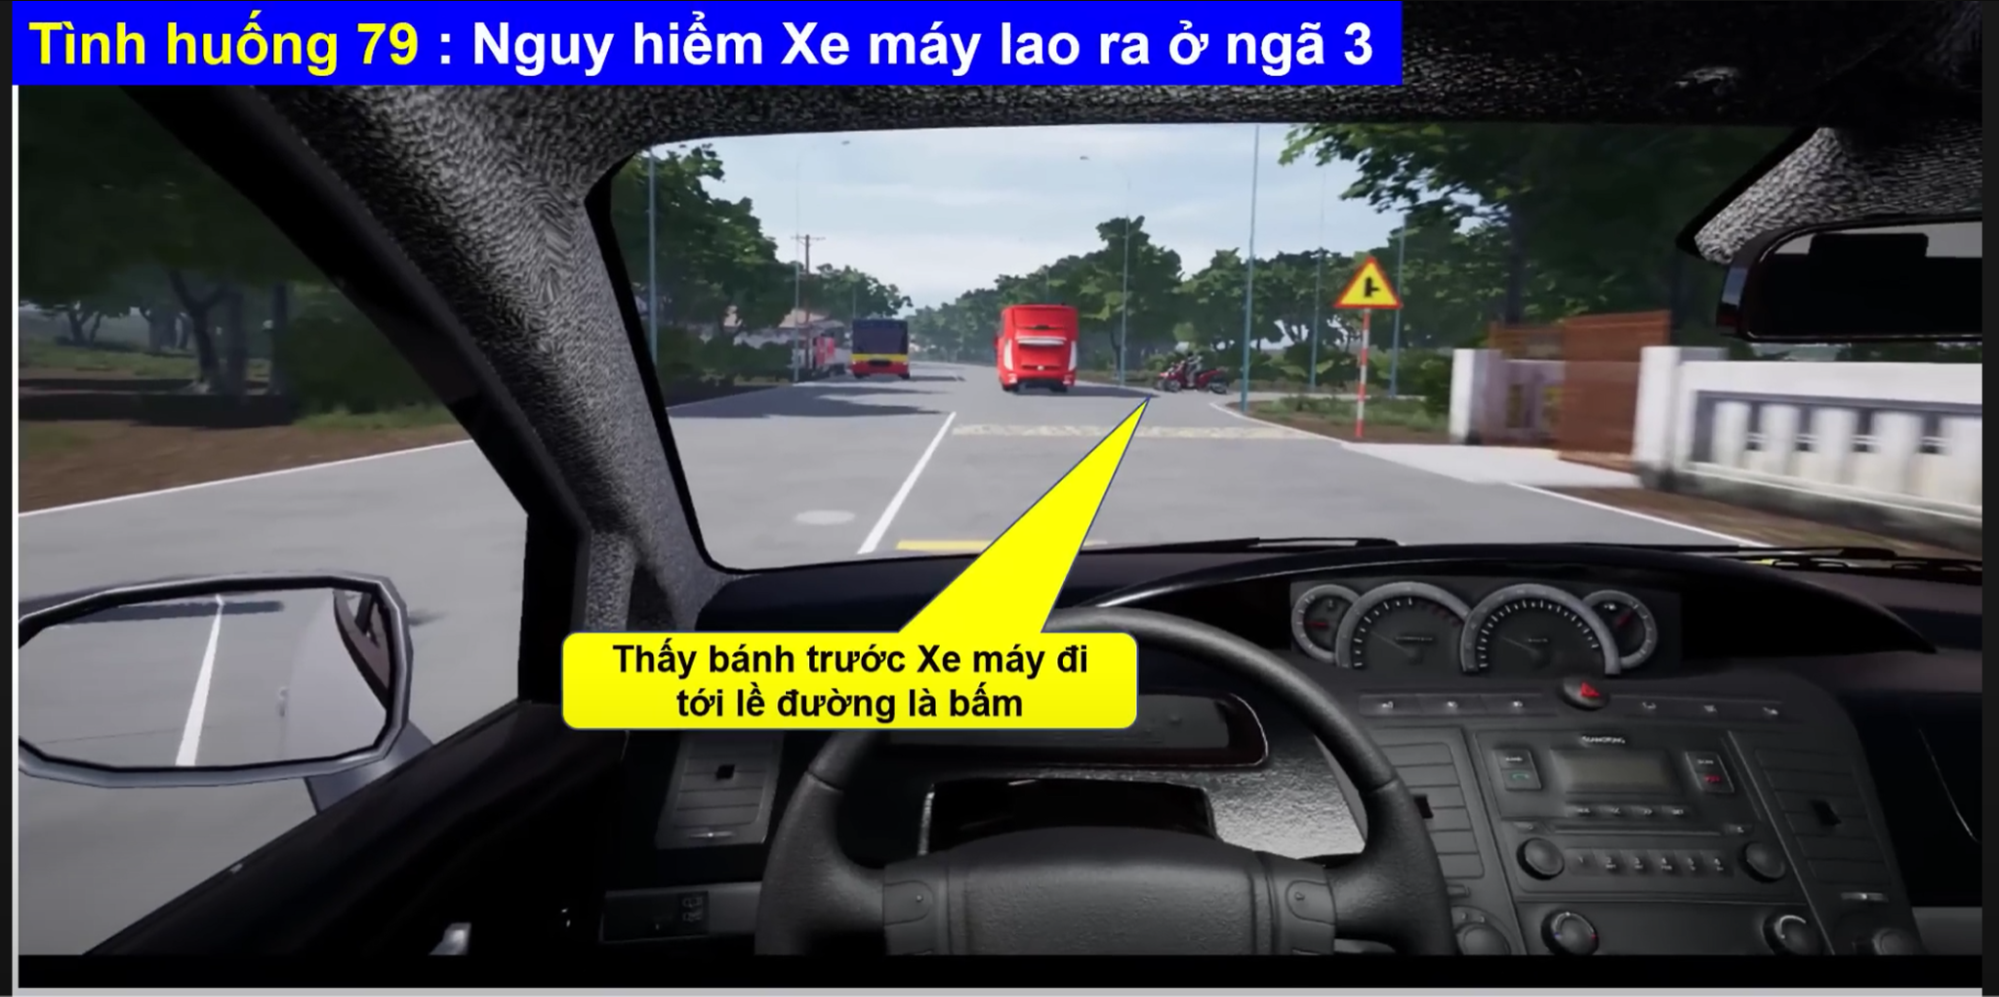 Tình huống 79 : Nguy hiểm Xe máy lao ra ở ngã 3
Thấy bánh trước Xe máy đi
tới lề đường là bấm